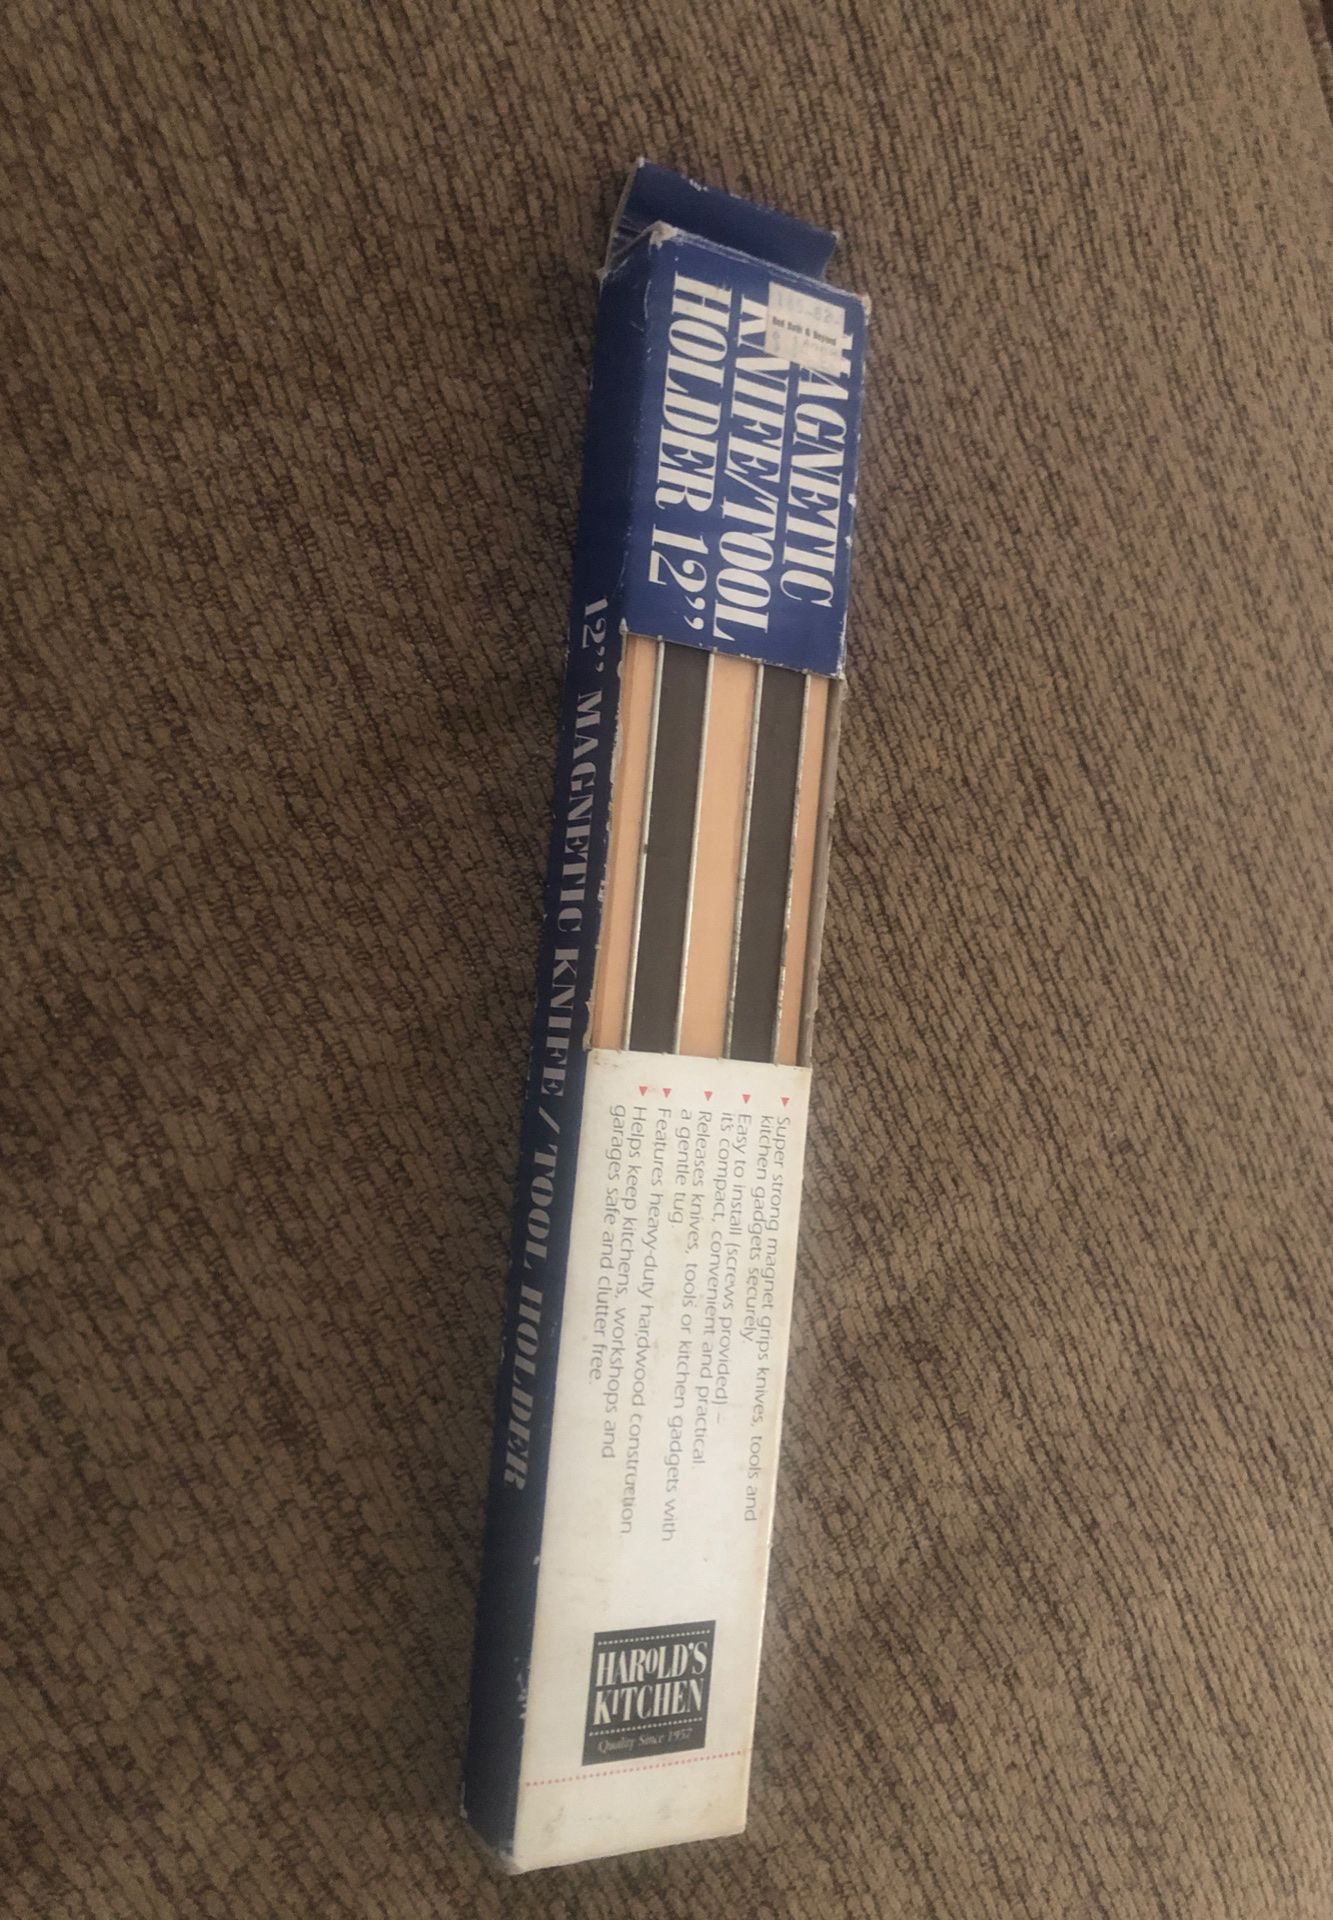 MAGNETIC
KNIFE/TOOL
HOLDER 12”
Bed Bath & Beyond
12” MAGNETIC KNIFE / TOOL HOLDER
Super strong magnet grips knives, tools and
kitchen gadgets securely
Easy to install (screws provided) –
it's compact, convenient and practical.
Releases knives, tools or kitchen gadgets with
a gentle tug.
Features heavy-duty hardwood construction.
Helps keep kitchens, workshops and
garages safe and clutter free.
HAROLD'S
KITCHEN
Quality Since 1957